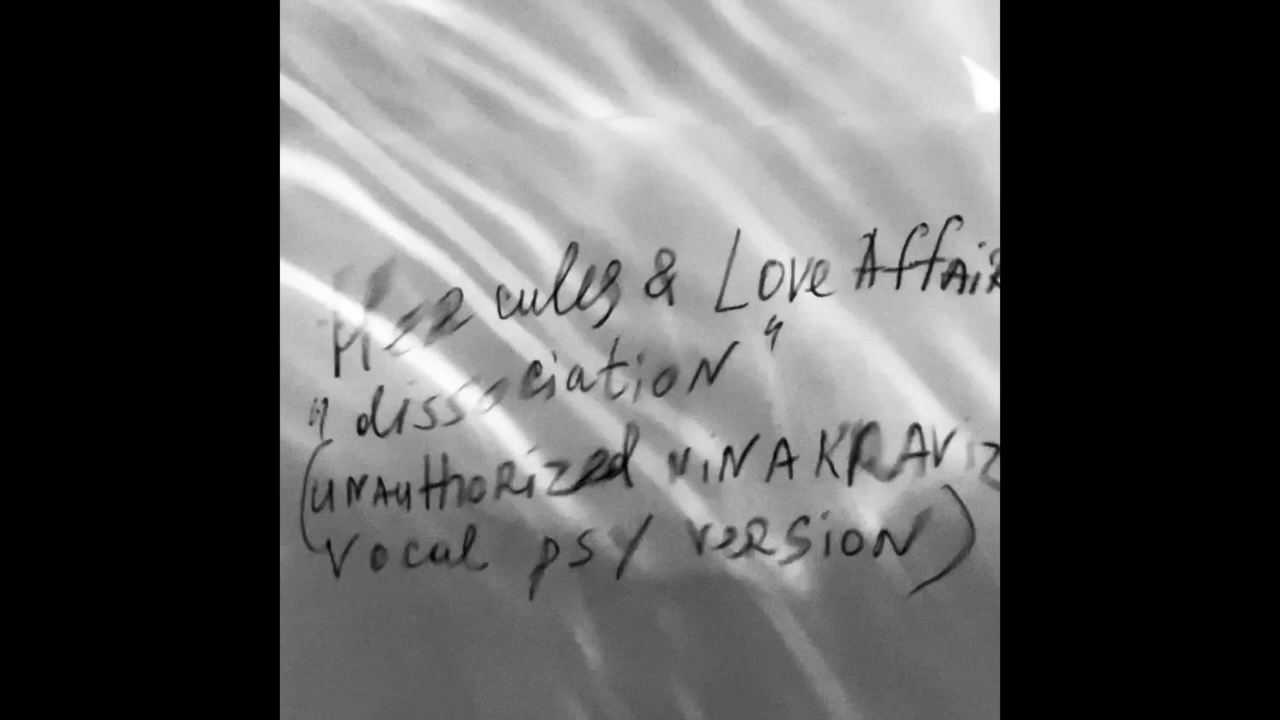 Hercules & Love Affair
"dissociation"
(unauthorized NiNA KRAViz
vocal psy version)